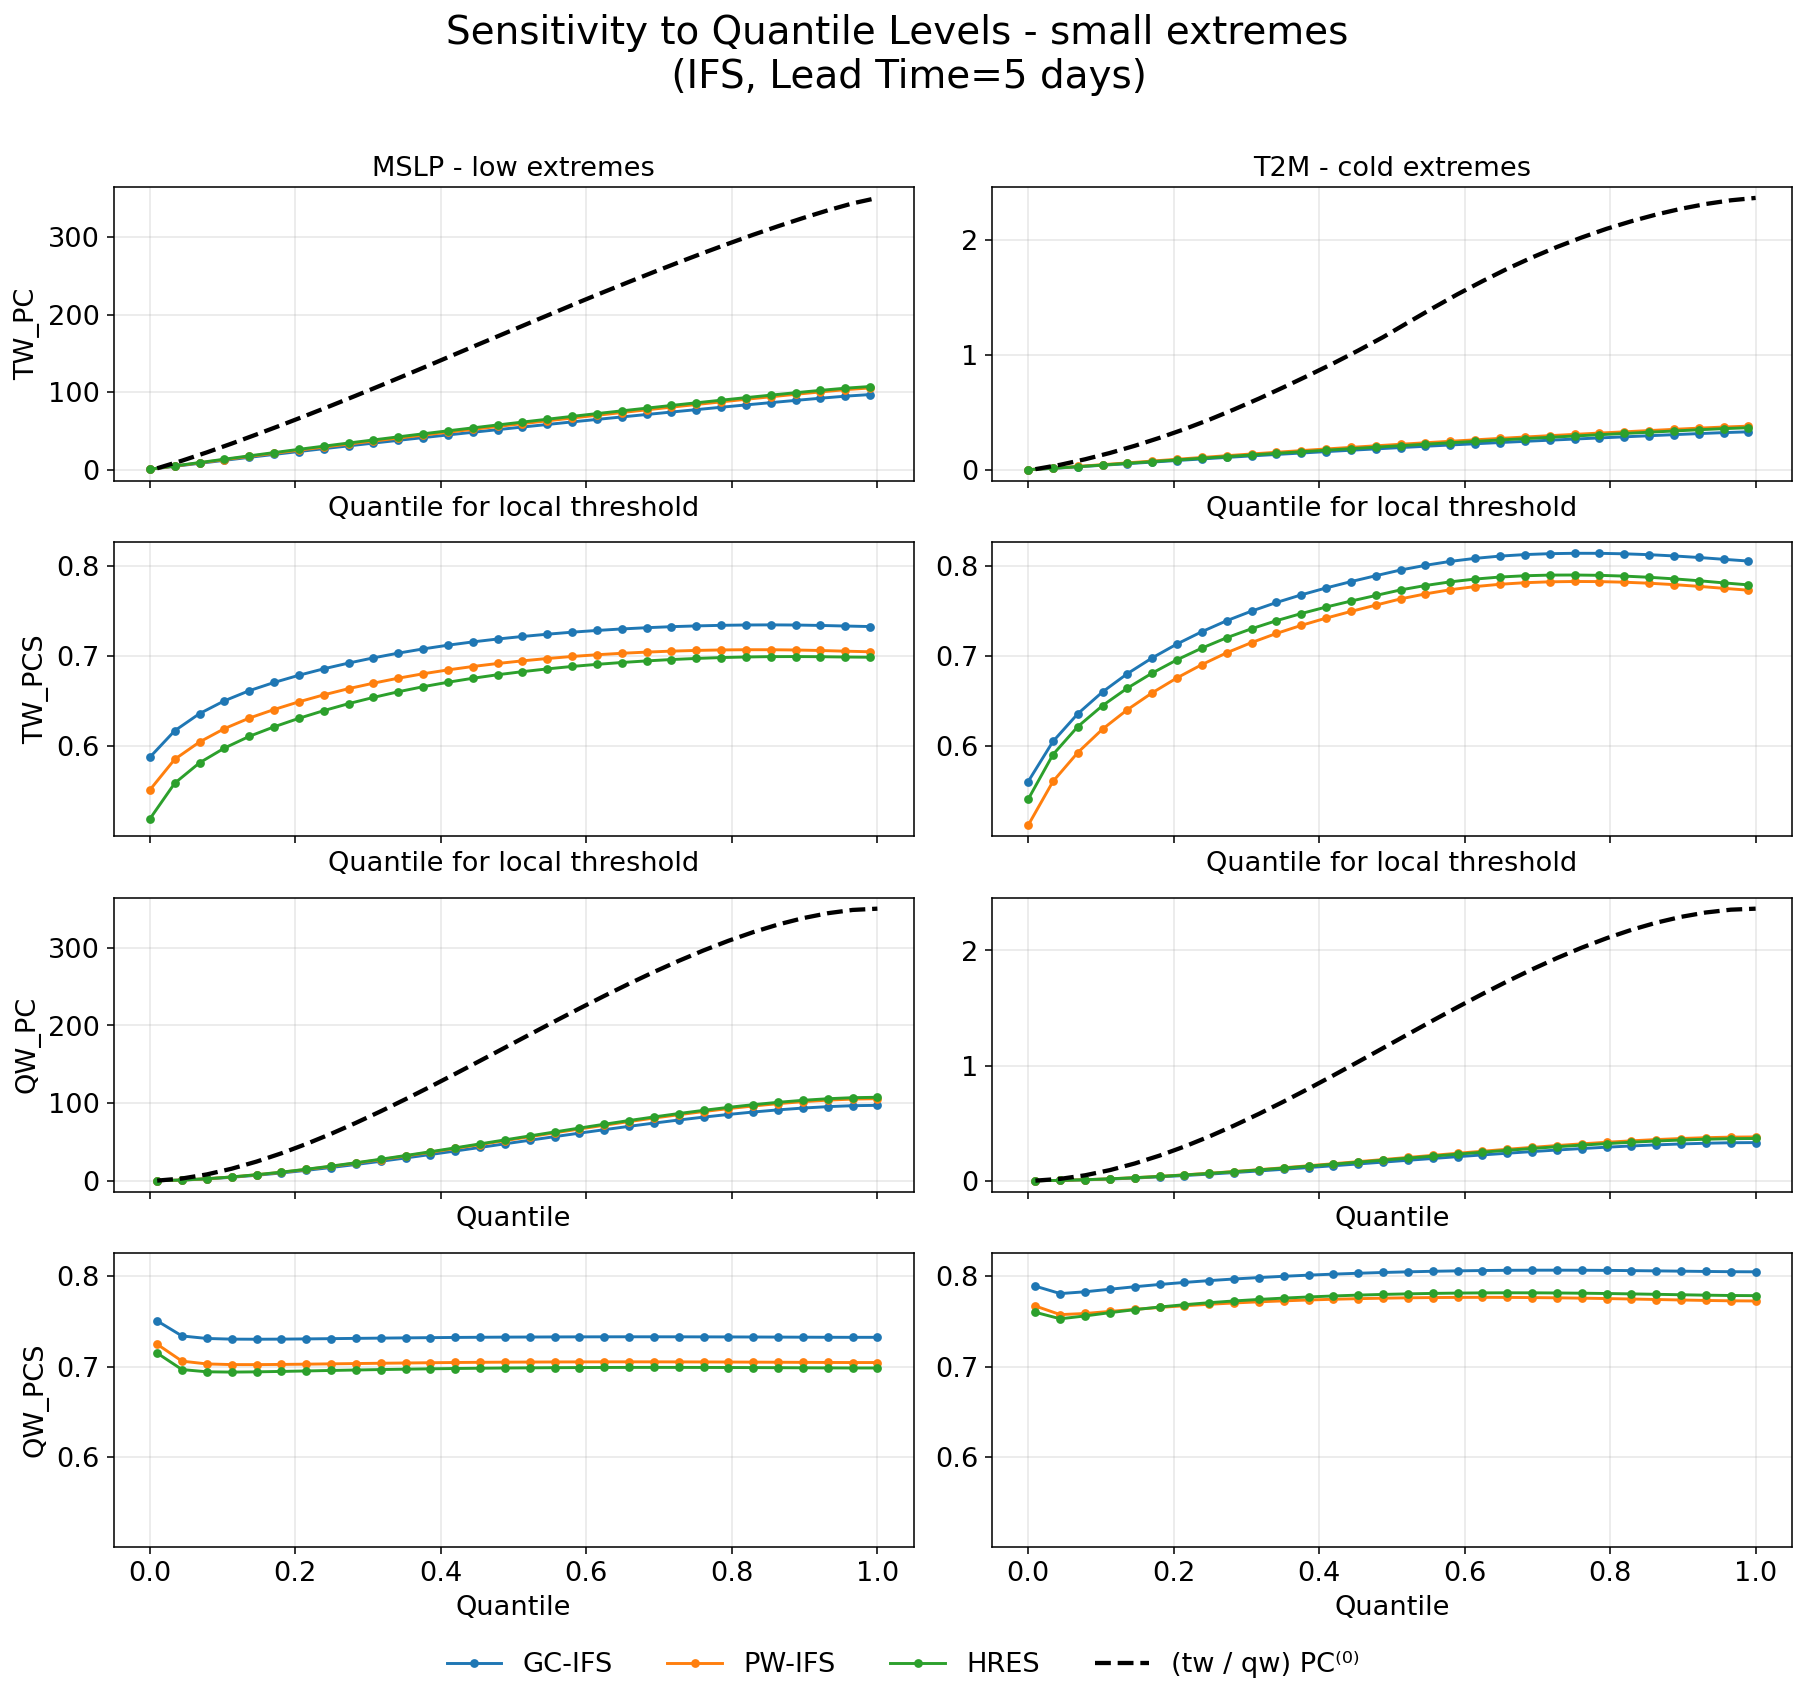 Sensitivity to Quantile Levels - small extremes
(IFS, Lead Time=5 days)
MSLP - low extremes
T2M - cold extremes
TW_PC
300
200
100
0
2
1
0
Quantile for local threshold
Quantile for local threshold
TW_PCS
0.8
0.7
0.6
0.8
0.7
0.6
Quantile for local threshold
Quantile for local threshold
QW_PC
300
200
100
0
2
1
0
Quantile
Quantile
QW_PCS
0.8
0.7
0.6
0.8
0.7
0.6
0.0 0.2 0.4 0.6 0.8 1.0
0.0 0.2 0.4 0.6 0.8 1.0
Quantile
Quantile
GC-IFS PW-IFS HRES (tw / qw) PC⁽⁰⁾